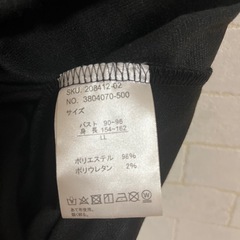 SKU. 208412-02
NO. 3804070-500
サイズ
バスト 90-98
身 長 154-162
LL
ポリエステル 98%
ポリウレタン 2%